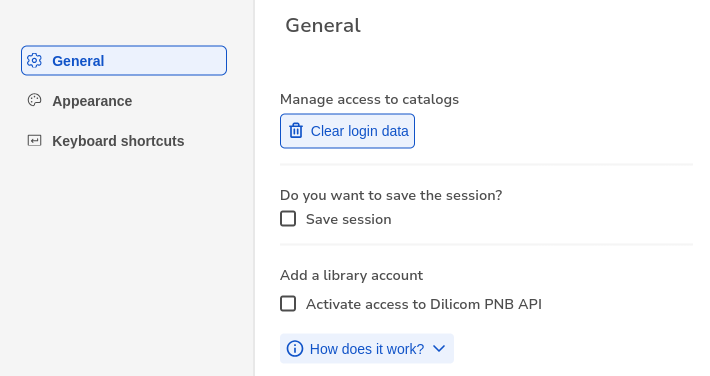 General
Appearance
Keyboard shortcuts
General
Manage access to catalogs
Clear login data
Do you want to save the session?
Save session
Add a library account
Activate access to Dilicom PNB API
How does it work?